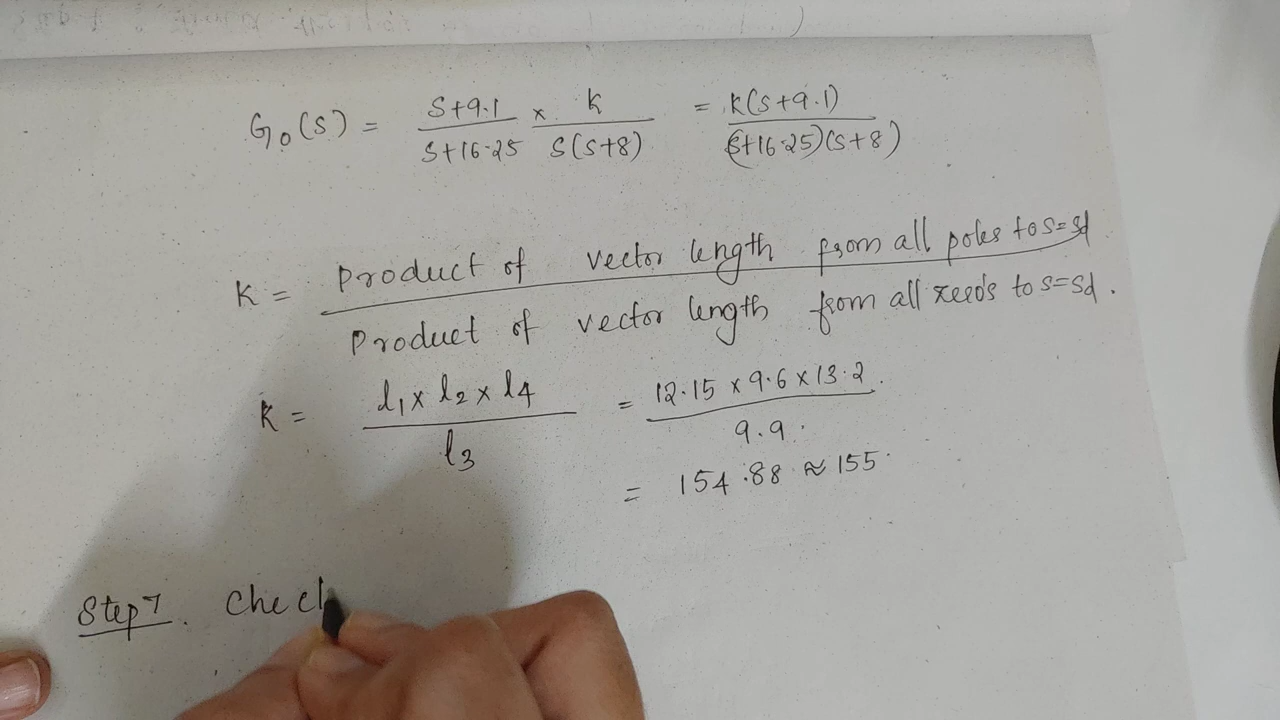 G₀(s) = S+9.1 / S+16.25 × K / S(S+8) = K(S+9.1) / (S+16.25)(S+8)
K = Product of vector length from all poles to s=sd / Product of vector length from all zero's to s=sd.
K = l₁ × l₂ × l₄ / l₃ = 12.15 × 9.6 × 13.2 / 9.9.
= 154.88 ≈ 155.
Step 7. Check